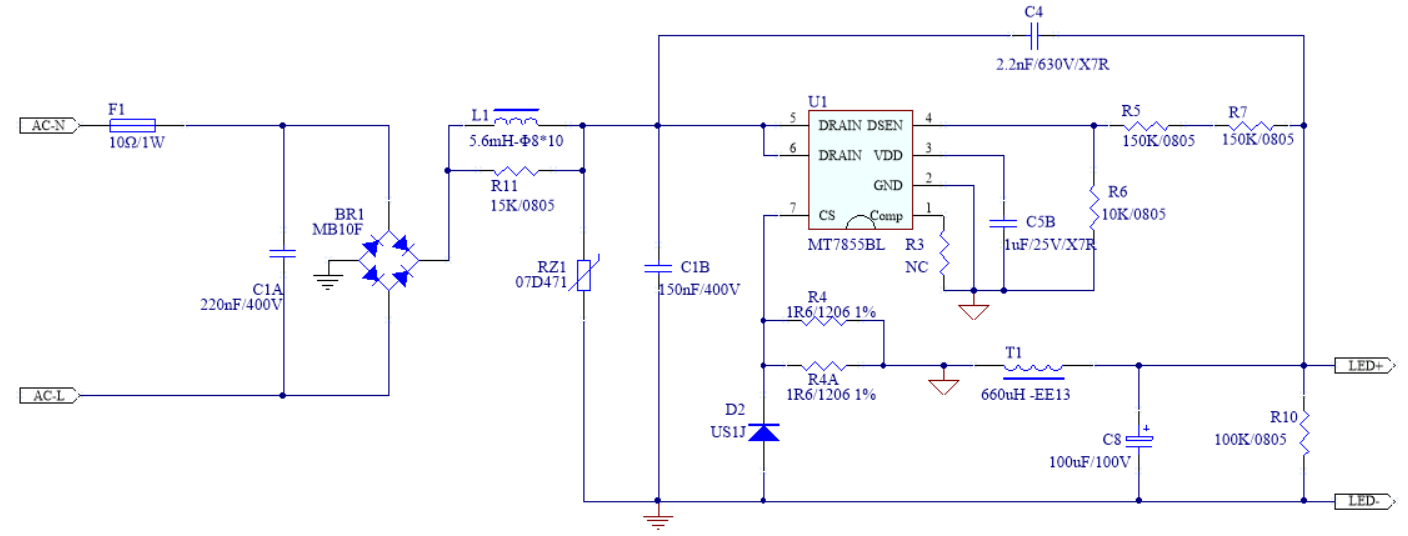 C4
2.2nF/630V/X7R
F1
AC-N
10Ω/1W
L1
5.6mH-Φ8*10
R11
15K/0805
U1
5
DRAIN
DSEN
4
6
DRAIN
VDD
3
GND
2
7
CS
Comp
1
MT7855BL
R5
150K/0805
R7
150K/0805
R6
10K/0805
R3
NC
C5B
1uF/25V/X7R
BR1
MB10F
C1A
220nF/400V
RZ1
07D471
C1B
150nF/400V
R4
1R6/1206 1%
R4A
1R6/1206 1%
T1
660uH -EE13
LED+
AC-L
D2
US1J
C8
+
100uF/100V
R10
100K/0805
LED-